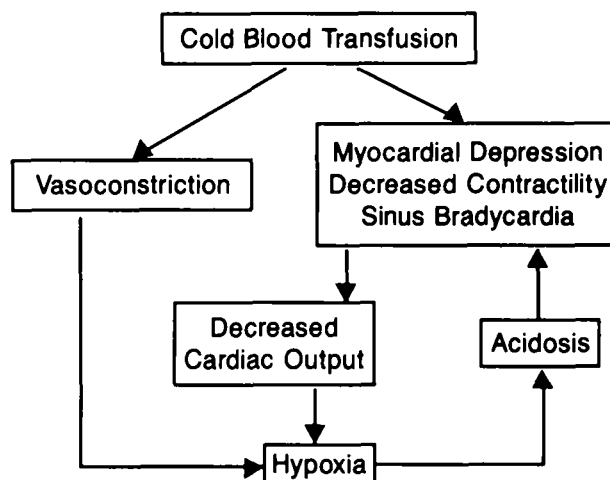 Cold Blood Transfusion
Vasoconstriction
Myocardial Depression
Decreased Contractility
Sinus Bradycardia
Decreased
Cardiac Output
Acidosis
Hypoxia